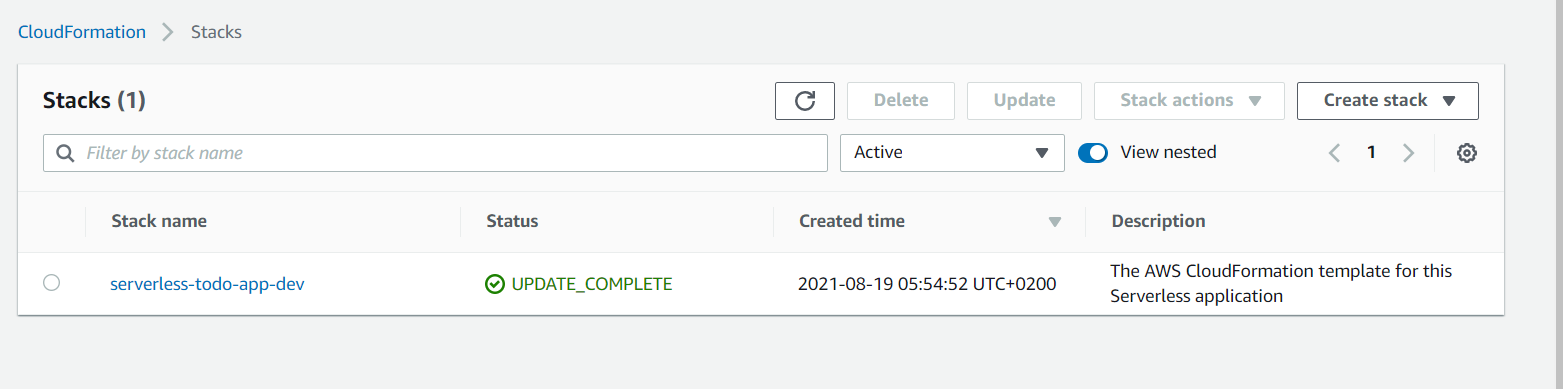 CloudFormation > Stacks
Stacks (1)
Delete
Update
Stack actions
Create stack
Filter by stack name
Active
View nested
1
Stack name
Status
Created time
Description
serverless-todo-app-dev
UPDATE_COMPLETE
2021-08-19 05:54:52 UTC+0200
The AWS CloudFormation template for this
Serverless application